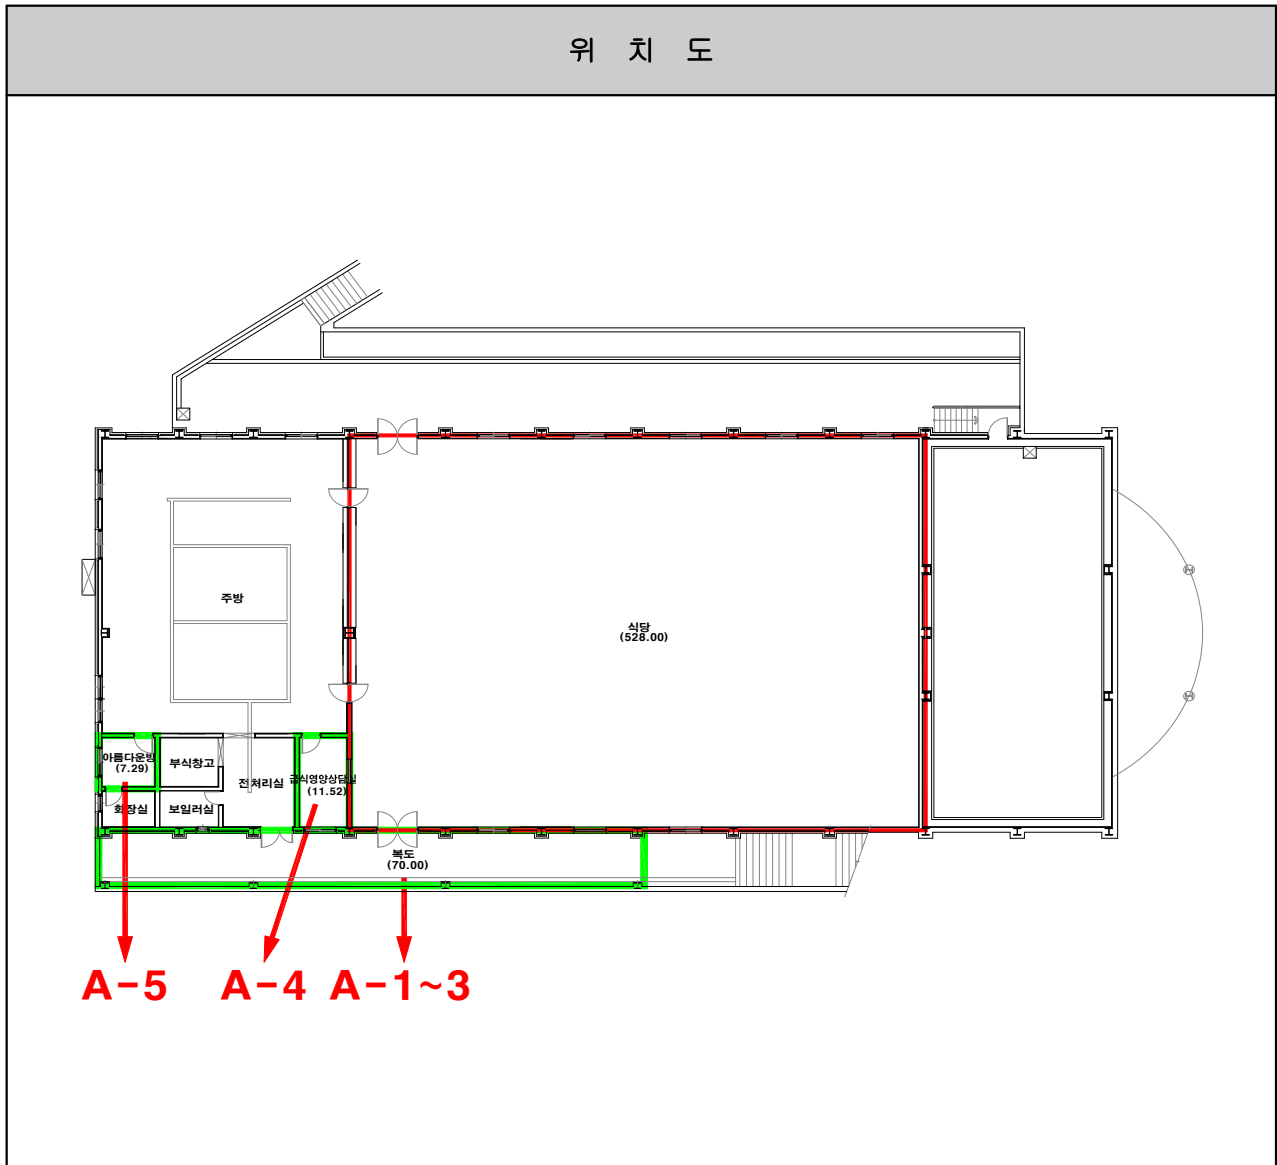 위 치 도
주방
식당
(528.00)
아름다운방
(7.29)
부식창고
전처리실
급식영양상담실
(11.52)
화장실
보일러실
복도
(70.00)
A-5
A-4
A-1~3